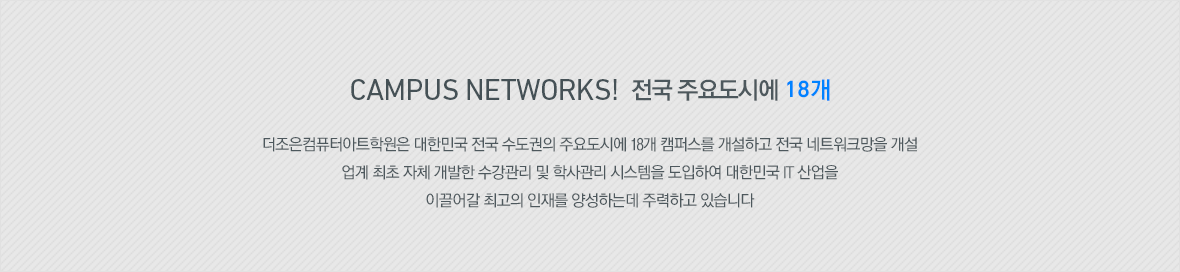 CAMPUS NETWORKS! 전국 주요도시에 18개
더조은컴퓨터아트학원은 대한민국 전국 수도권의 주요도시에 18개 캠퍼스를 개설하고 전국 네트워크망을 개설
업계 최초 자체 개발한 수강관리 및 학사관리 시스템을 도입하여 대한민국 IT 산업을
이끌어갈 최고의 인재를 양성하는데 주력하고 있습니다